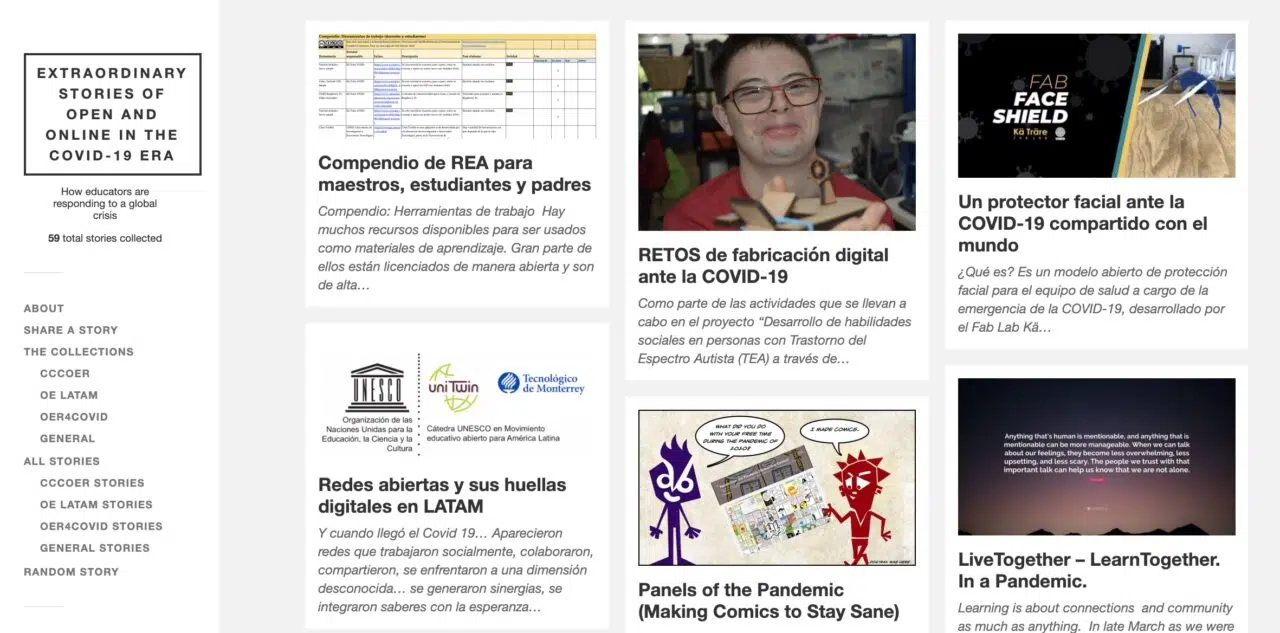 EXTRAORDINARY
STORIES OF
OPEN AND
ONLINE IN THE
COVID-19 ERA
How educators are
responding to a global
crisis
59 total stories collected
ABOUT
SHARE A STORY
THE COLLECTIONS
CCCOER
OE LATAM
OER4COVID
GENERAL
ALL STORIES
CCCOER STORIES
OE LATAM STORIES
OER4COVID STORIES
GENERAL STORIES
RANDOM STORY
Compendio de REA para
maestros, estudiantes y padres
Compendio: Herramientas de trabajo Hay
muchos recursos disponibles para ser usados
como materiales de aprendizaje. Gran parte de
ellos están licenciados de manera abierta y son
de alta…
UNESCO
Organización de las
Naciones Unidas para la
Educación, la Ciencia y la
Cultura
uniTwin
Tecnológico
de Monterrey
Cátedra UNESCO en Movimiento
educativo abierto para América Latina
Redes abiertas y sus huellas
digitales en LATAM
Y cuando llegó el Covid 19… Aparecieron
redes que trabajaron socialmente, colaboraron,
compartieron, se enfrentaron a una dimensión
desconocida… se generaron sinergias, se
integraron saberes con la esperanza…
RETOS de fabricación digital
ante la COVID-19
Como parte de las actividades que se llevan a
cabo en el proyecto “Desarrollo de habilidades
sociales en personas con Trastorno del
Espectro Autista (TEA) a través de…
WHAT DID YOU DO
WITH YOUR FREE TIME
DURING THE PANDEMIC OF
2020?
I MADE COMICS.
Panels of the Pandemic
(Making Comics to Stay Sane)
FAB
FACE
SHIELD
Kä Träre
Un protector facial ante la
COVID-19 compartido con el
mundo
¿Qué es? Es un modelo abierto de protección
facial para el equipo de salud a cargo de la
emergencia de la COVID-19, desarrollado por
el Fab Lab Kä…
Anything that's human is mentionable, and anything that is
mentionable can be more manageable. When we can talk
about our feelings, they become less overwhelming, less
upsetting, and less scary. The people we trust with that
important talk can help us know that we are not alone.
LiveTogether – LearnTogether.
In a Pandemic.
Learning is about connections and community
as much as anything. In late March as we were